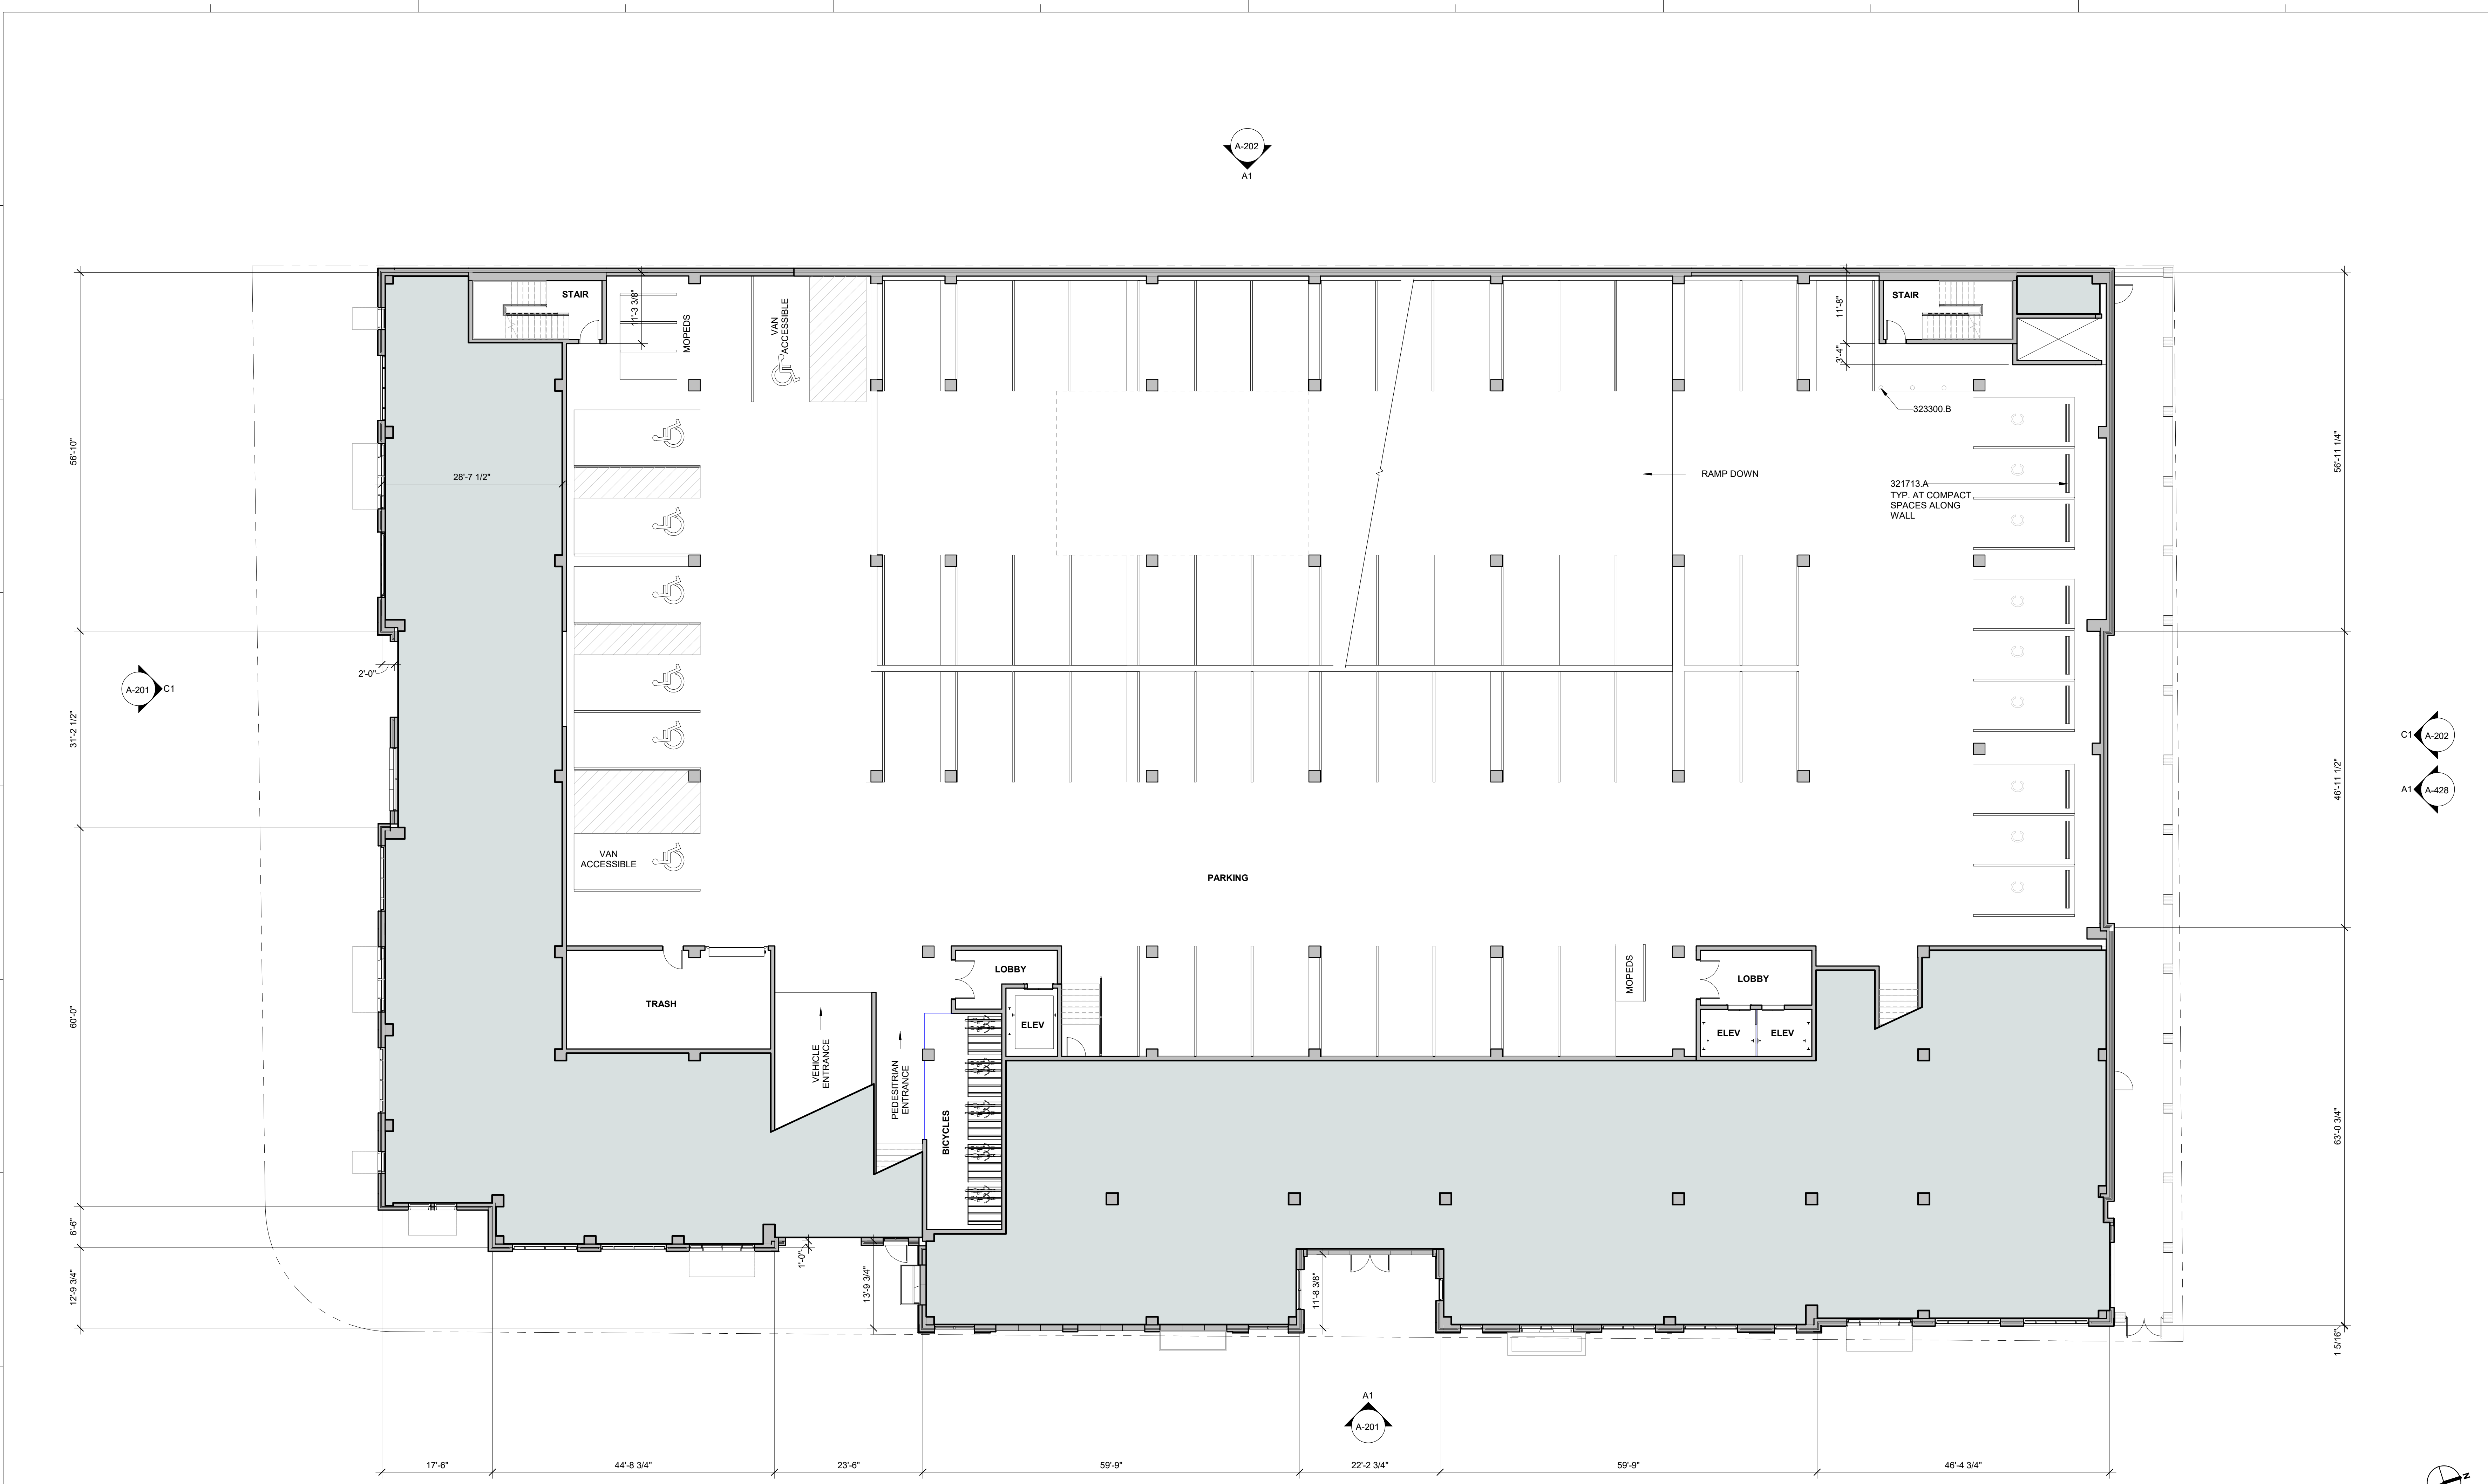 A-202
A1
STAIR
11'-3 3/8"
MOPEDS
VAN
ACCESSIBLE
11'-8"
STAIR
3'-4"
323300.B
56'-10"
28'-7 1/2"
RAMP DOWN
321713.A
TYP. AT COMPACT
SPACES ALONG
WALL
C
C
C
56'-11 1/4"
C
C
C
2'-0"
A-201
C1
31'-2 1/2"
C1
A-202
A1
A-428
46'-11 1/2"
C
C
C
VAN
ACCESSIBLE
PARKING
60'-0"
TRASH
VEHICLE
ENTRANCE
PEDESITRIAN
ENTRANCE
LOBBY
ELEV
BICYCLES
MOPEDS
LOBBY
ELEV
ELEV
63'-0 3/4"
6'-6"
12'-9 3/4"
1'-0"
13'-9 3/4"
11'-8 3/8"
1 5/16"
A1
A-201
17'-6"
44'-8 3/4"
23'-6"
59'-9"
22'-2 3/4"
59'-9"
46'-4 3/4"
N